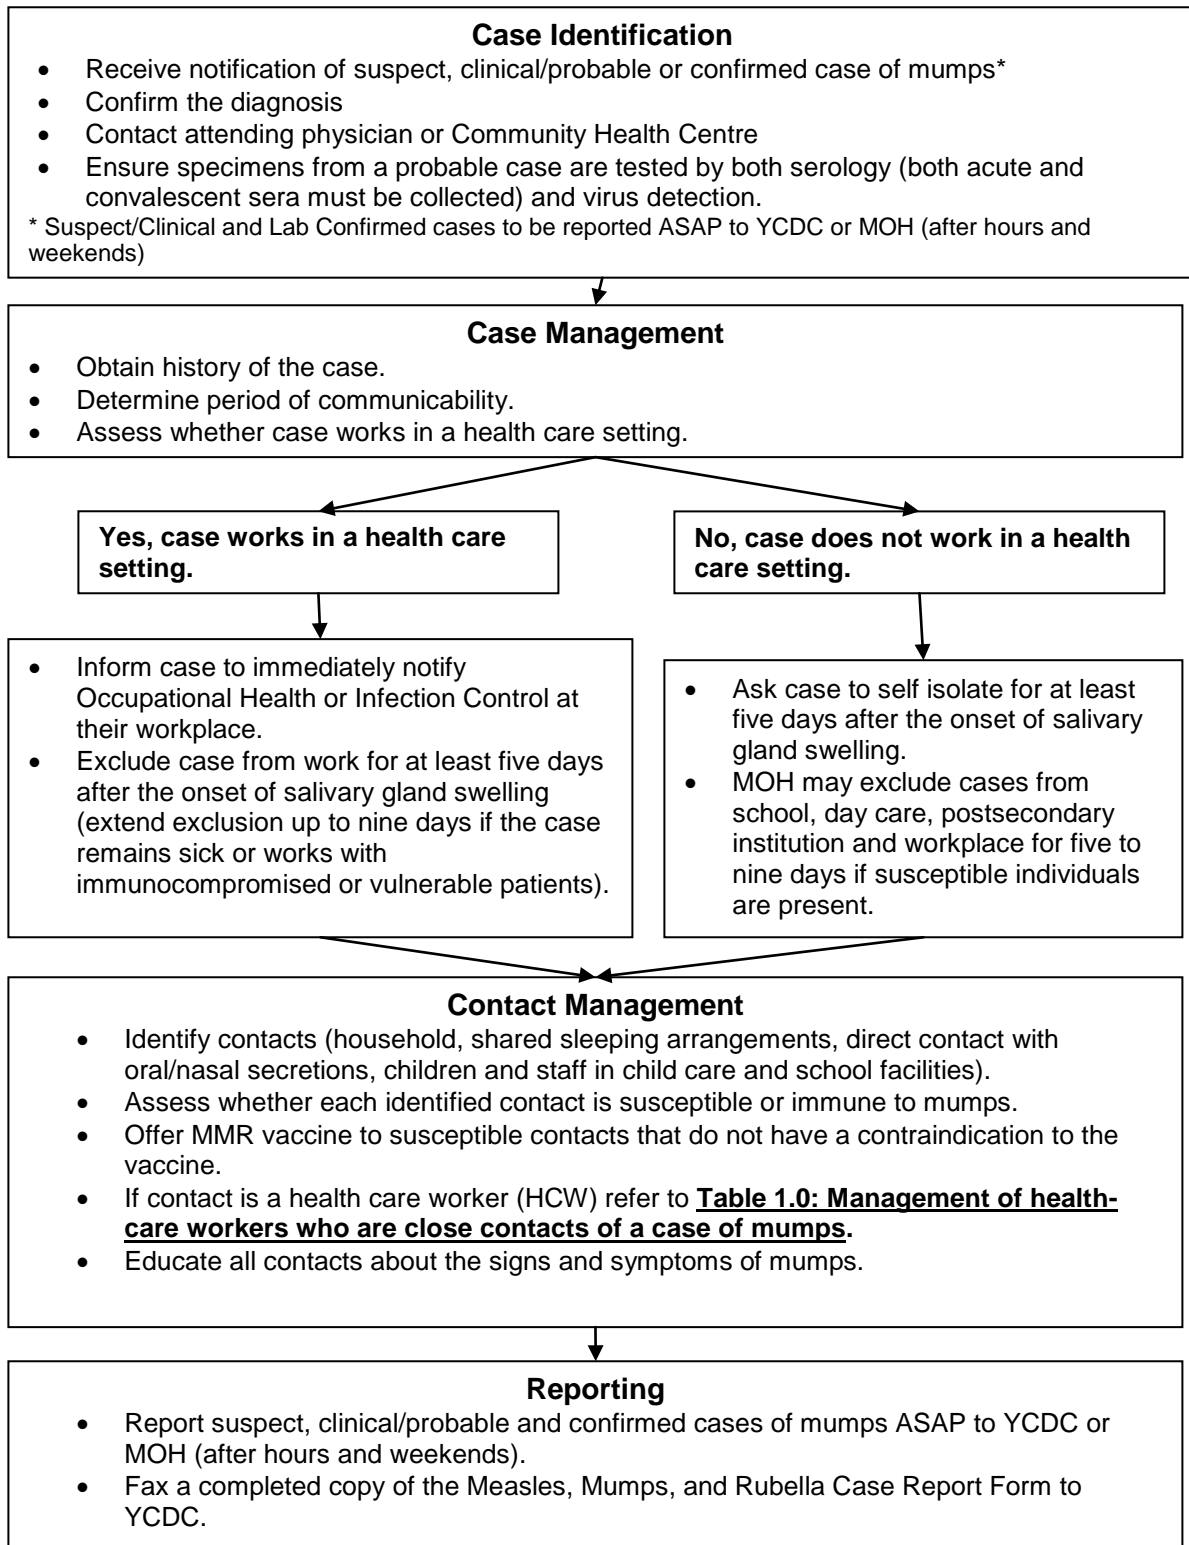 Case Identification
• Receive notification of suspect, clinical/probable or confirmed case of mumps*
• Confirm the diagnosis
• Contact attending physician or Community Health Centre
• Ensure specimens from a probable case are tested by both serology (both acute and
convalescent sera must be collected) and virus detection.
* Suspect/Clinical and Lab Confirmed cases to be reported ASAP to YCDC or MOH (after hours and
weekends)
Case Management
• Obtain history of the case.
• Determine period of communicability.
• Assess whether case works in a health care setting.
Yes, case works in a health care
setting.
No, case does not work in a health
care setting.
• Inform case to immediately notify
Occupational Health or Infection Control at
their workplace.
• Exclude case from work for at least five days
after the onset of salivary gland swelling
(extend exclusion up to nine days if the case
remains sick or works with
immunocompromised or vulnerable patients).
• Ask case to self isolate for at least
five days after the onset of salivary
gland swelling.
• MOH may exclude cases from
school, day care, postsecondary
institution and workplace for five to
nine days if susceptible individuals
are present.
Contact Management
• Identify contacts (household, shared sleeping arrangements, direct contact with
oral/nasal secretions, children and staff in child care and school facilities).
• Assess whether each identified contact is susceptible or immune to mumps.
• Offer MMR vaccine to susceptible contacts that do not have a contraindication to the
vaccine.
• If contact is a health care worker (HCW) refer to Table 1.0: Management of health-
care workers who are close contacts of a case of mumps.
• Educate all contacts about the signs and symptoms of mumps.
Reporting
• Report suspect, clinical/probable and confirmed cases of mumps ASAP to YCDC or
MOH (after hours and weekends).
• Fax a completed copy of the Measles, Mumps, and Rubella Case Report Form to
YCDC.